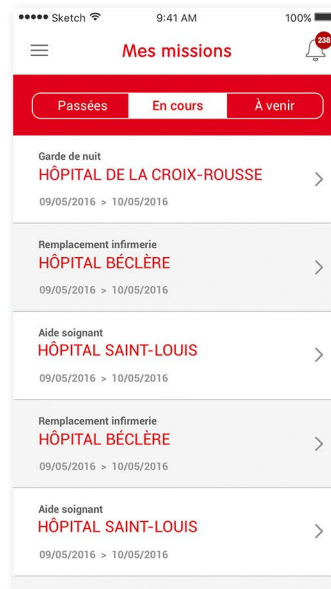 Sketch 9:41 AM 100%
Mes missions
238
Passées En cours À venir
Garde de nuit
HÔPITAL DE LA CROIX-ROUSSE
09/05/2016 > 10/05/2016
Remplacement infirmerie
HÔPITAL BÉCLÈRE
09/05/2016 > 10/05/2016
Aide soignant
HÔPITAL SAINT-LOUIS
09/05/2016 > 10/05/2016
Remplacement infirmerie
HÔPITAL BÉCLÈRE
09/05/2016 > 10/05/2016
Aide soignant
HÔPITAL SAINT-LOUIS
09/05/2016 > 10/05/2016